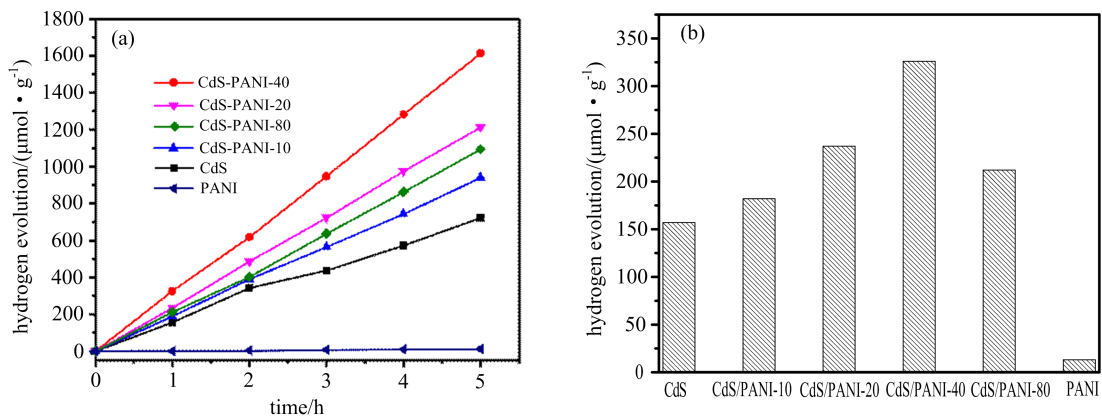 (a)
hydrogen evolution/(μmol • g⁻¹)
1800
1600
1400
1200
1000
800
600
400
200
0
CdS-PANI-40
CdS-PANI-20
CdS-PANI-80
CdS-PANI-10
CdS
PANI
0 1 2 3 4 5
time/h
(b)
hydrogen evolution/(μmol • g⁻¹)
350
300
250
200
150
100
50
0
CdS CdS/PANI-10 CdS/PANI-20 CdS/PANI-40 CdS/PANI-80 PANI